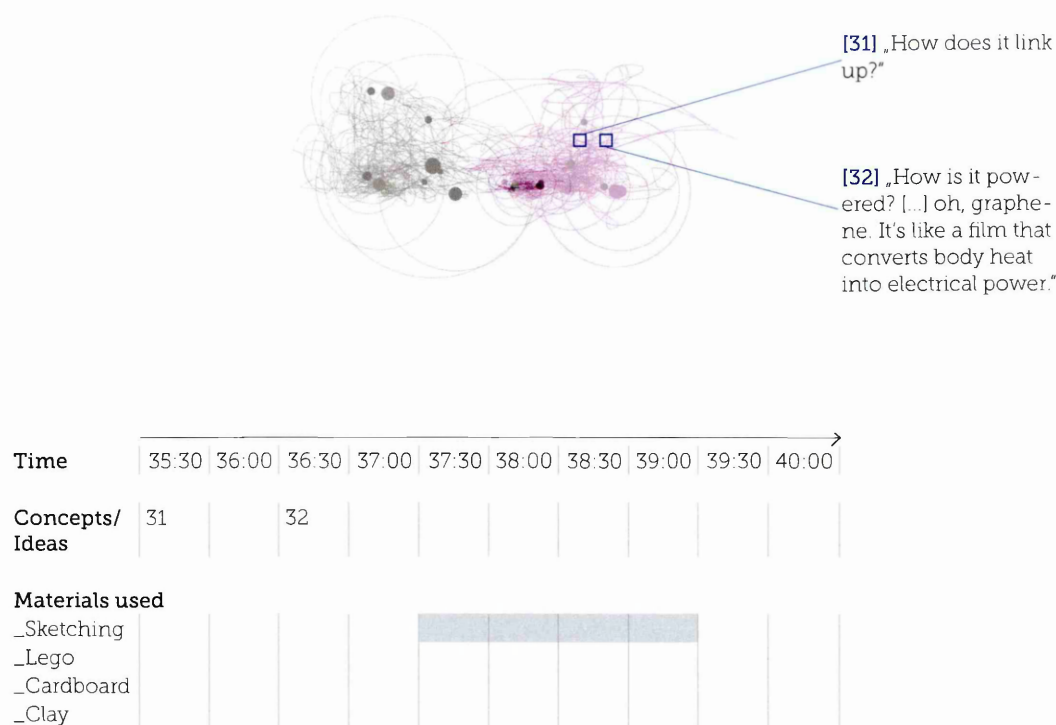 [31] „How does it link
up?"
[32] „How is it pow-
ered? [...] oh, graphe-
ne. It's like a film that
converts body heat
into electrical power."
Time 35:30 36:00 36:30 37:00 37:30 38:00 38:30 39:00 39:30 40:00
Concepts/ 31 32
Ideas
Materials used
_Sketching
_Lego
_Cardboard
_Clay